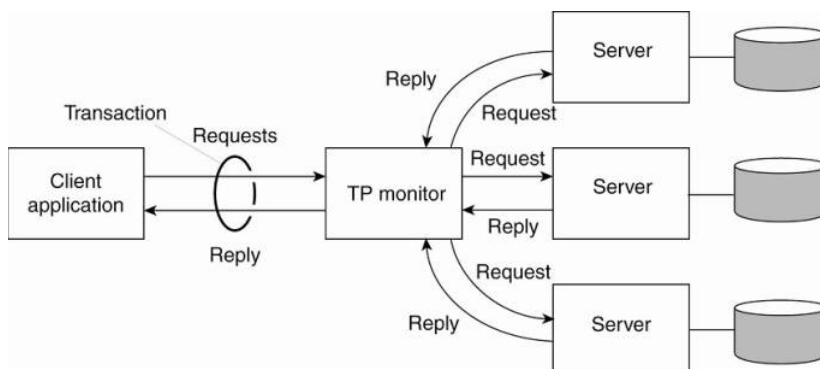 Server
Reply
Transaction
Requests
Request
Client
application
TP monitor
Request
Server
Reply
Reply
Request
Reply
Server